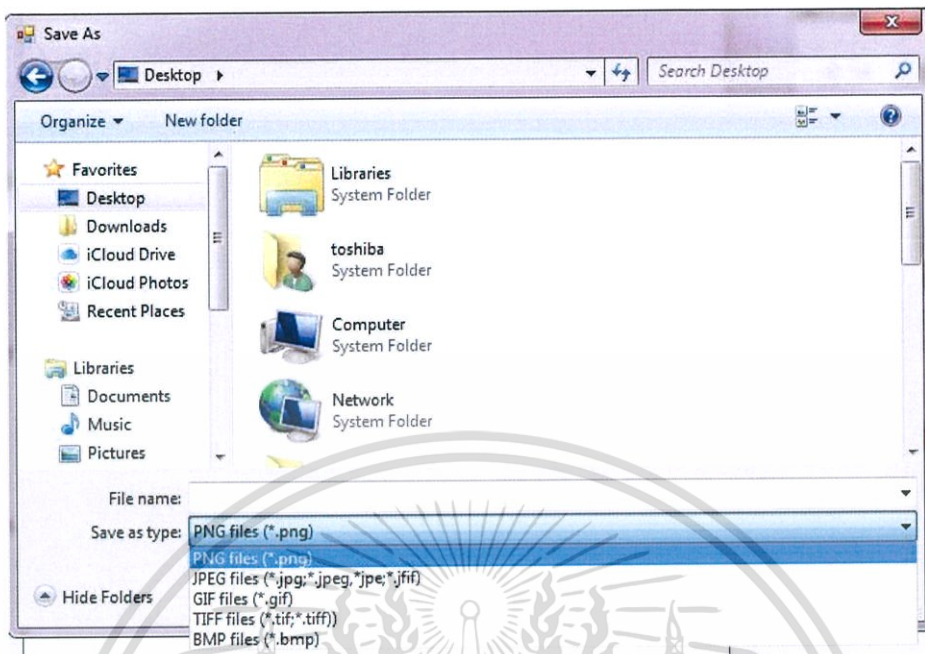 Save As
Desktop
Search Desktop
Organize
New folder
Favorites
Desktop
Downloads
iCloud Drive
iCloud Photos
Recent Places
Libraries
Documents
Music
Pictures
Libraries
System Folder
toshiba
System Folder
Computer
System Folder
Network
System Folder
File name:
Save as type: PNG files (*.png)
PNG files (*.png)
JPEG files (*.jpg;*.jpeg,*jpe;*.jfif)
GIF files (*.gif)
TIFF files (*.tif;*.tiff))
BMP files (*.bmp)
Hide Folders